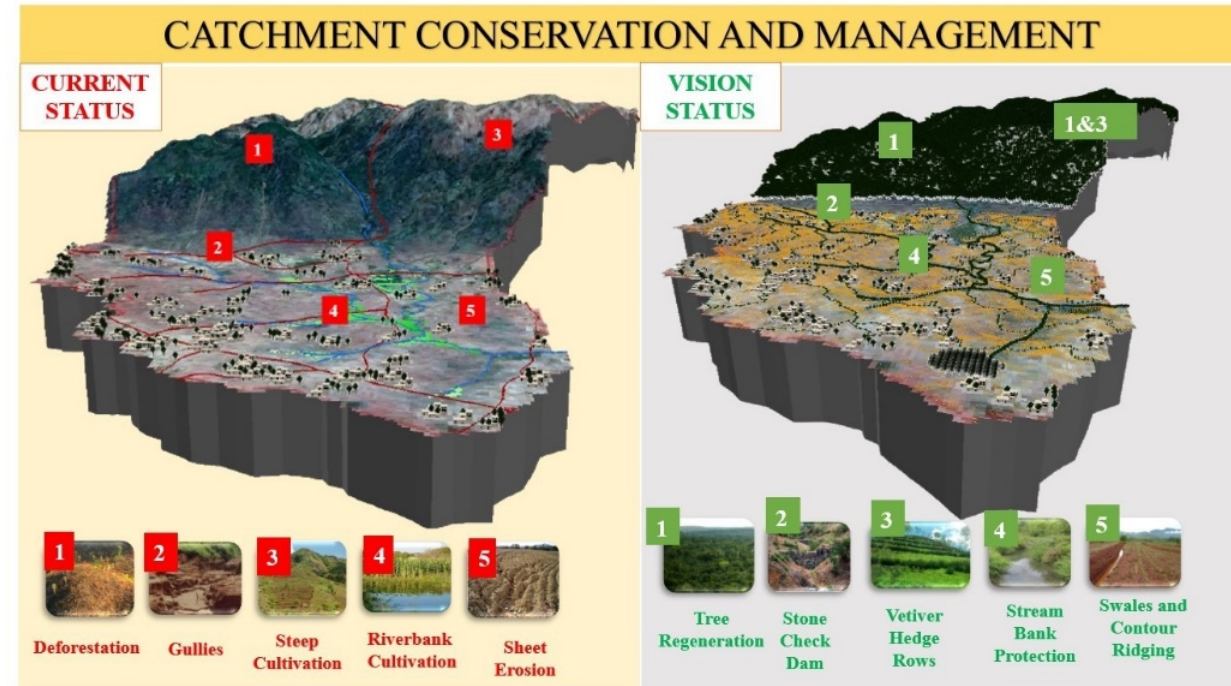 CATCHMENT CONSERVATION AND MANAGEMENT
CURRENT
STATUS
1
3
2
4
5
1
2
3
4
5
Deforestation
Gullies
Steep
Cultivation
Riverbank
Cultivation
Sheet
Erosion
VISION
STATUS
1
1&3
2
4
5
1
2
3
4
5
Tree
Regeneration
Stone
Check
Dam
Vetiver
Hedge
Rows
Stream
Bank
Protection
Swales and
Contour
Ridging